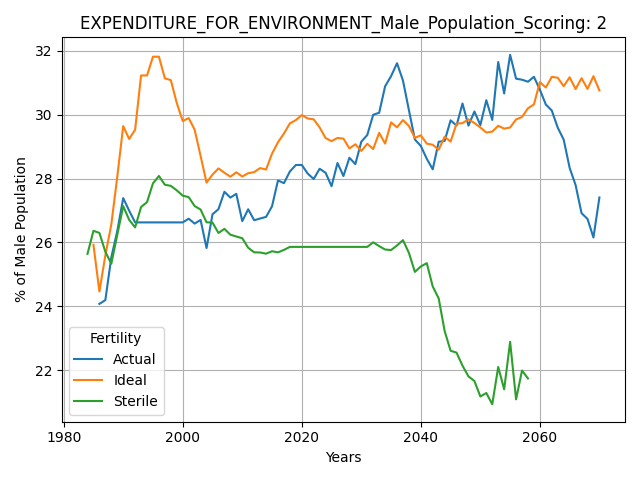 EXPENDITURE_FOR_ENVIRONMENT_Male_Population_Scoring: 2
% of Male Population
32
30
28
26
24
22
Fertility
Actual
Ideal
Sterile
1980 2000 2020 2040 2060
Years